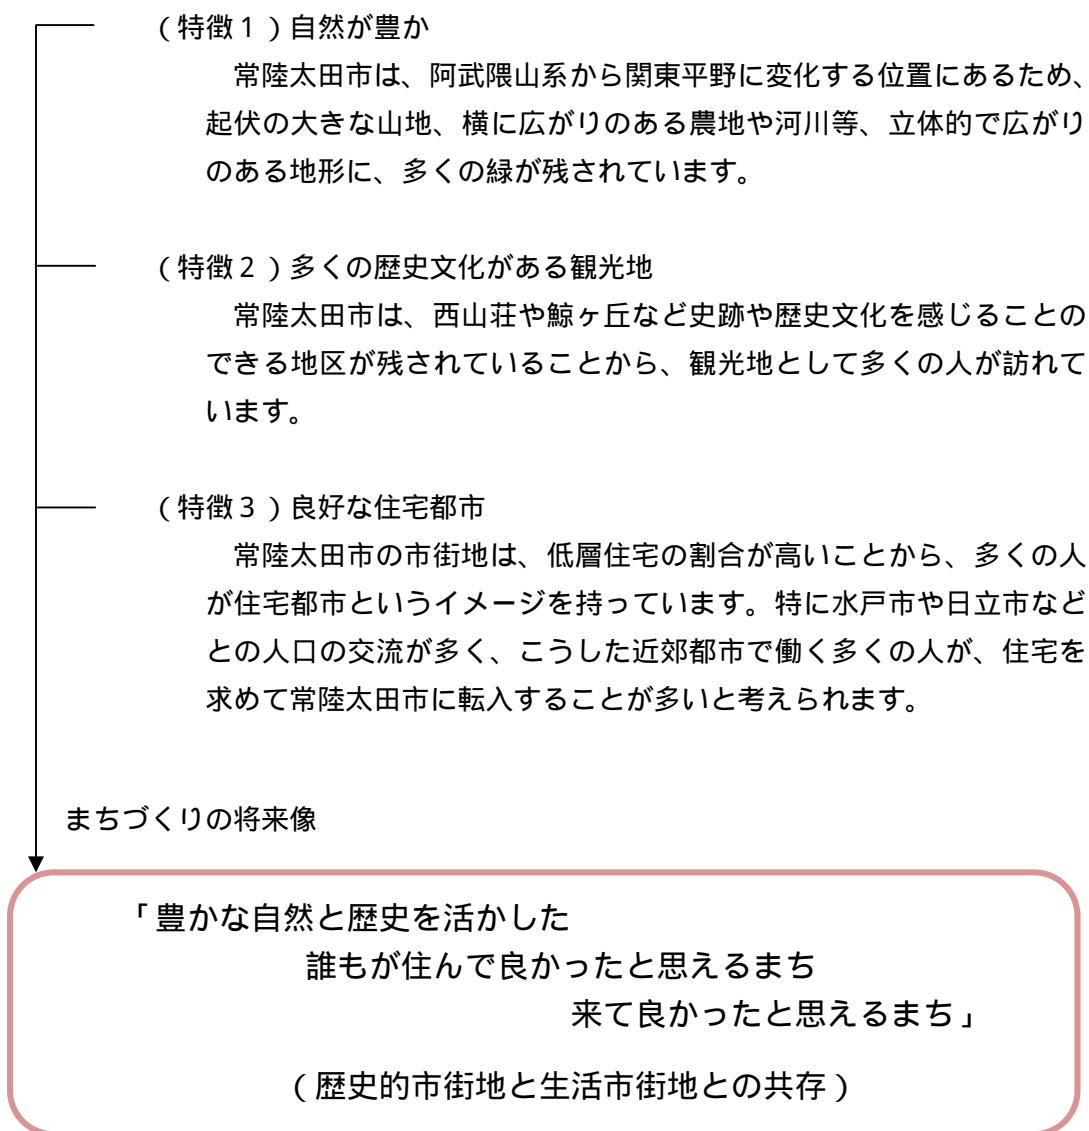 （特徴１）自然が豊か
常陸太田市は、阿武隈山系から関東平野に変化する位置にあるため、
起伏の大きな山地、横に広がりのある農地や河川等、立体的で広がり
のある地形に、多くの緑が残されています。
（特徴２）多くの歴史文化がある観光地
常陸太田市は、西山荘や鯨ヶ丘など史跡や歴史文化を感じることの
できる地区が残されていることから、観光地として多くの人が訪れて
います。
（特徴３）良好な住宅都市
常陸太田市の市街地は、低層住宅の割合が高いことから、多くの人
が住宅都市というイメージを持っています。特に水戸市や日立市など
との人口の交流が多く、こうした近郊都市で働く多くの人が、住宅を
求めて常陸太田市に転入することが多いと考えられます。
まちづくりの将来像
「豊かな自然と歴史を活かした
誰もが住んで良かったと思えるまち
来て良かったと思えるまち」
（歴史的市街地と生活市街地との共存）